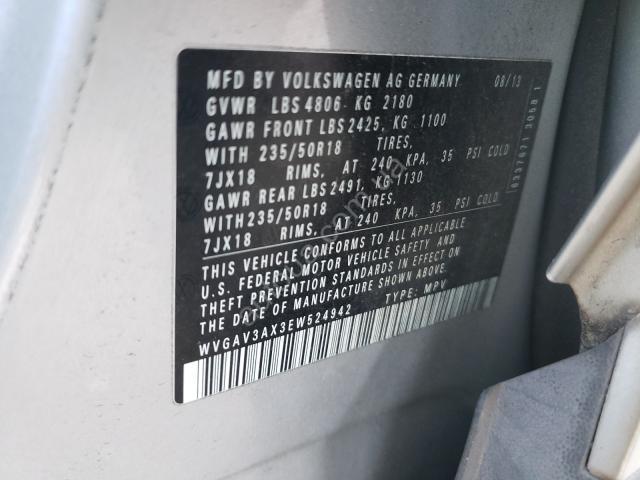 MFD BY VOLKSWAGEN AG GERMANY 08/13
GVWR LBS 4806 KG 2180
GAWR FRONT LBS 2425, KG 1100
WITH 235/50R18 TIRES,
7JX18 RIMS, AT 240 KPA, 35 PSI COLD
GAWR REAR LBS 2491, KG 1130
WITH 235/50R18 TIRES,
7JX18 RIMS, AT 240 KPA, 35 PSI COLD
THIS VEHICLE CONFORMS TO ALL APPLICABLE
U.S. FEDERAL MOTOR VEHICLE SAFETY AND
THEFT PREVENTION STANDARDS IN EFFECT ON
THE DATE OF MANUFACTURE SHOWN ABOVE.
WVGAV3AX3EW524942 TYPE: MPV